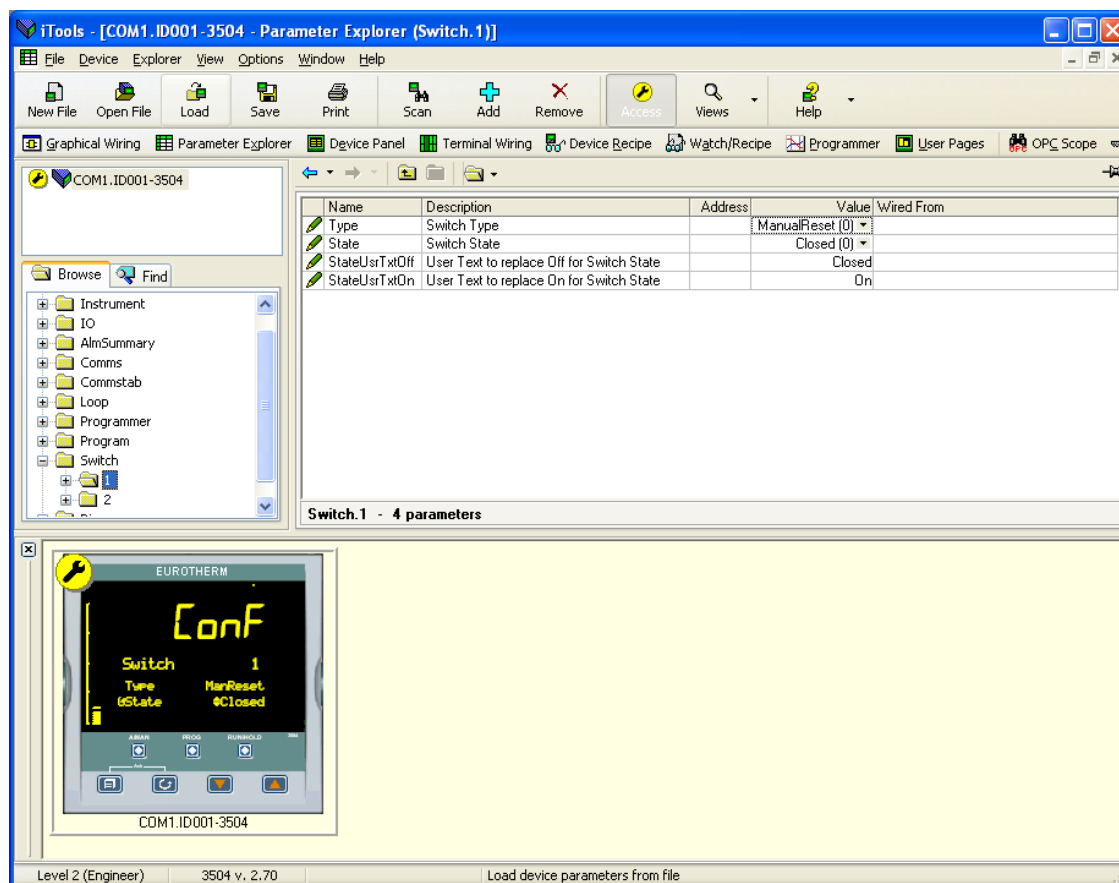 iTools - [COM1.ID001-3504 - Parameter Explorer (Switch.1)]
File Device Explorer View Options Window Help
New File Open File Load Save Print Scan Add Remove Access Views Help
Graphical Wiring Parameter Explorer Device Panel Terminal Wiring Device Recipe Watch/Recipe Programmer User Pages OPC Scope
COM1.ID001-3504
Browse Find
Instrument
IO
AlmSummary
Comms
Commstab
Loop
Programmer
Program
Switch
1
2
Name Description Address Value Wired From
Type Switch Type ManualReset (0)
State Switch State Closed (0)
StateUsrTxtOff User Text to replace Off for Switch State Closed
StateUsrTxtOn User Text to replace On for Switch State On
Switch.1 - 4 parameters
EUROTHERM
ConF
Switch 1
Type ManReset
State Closed
PROG RUN/HOLD
COM1.ID001-3504
Level 2 (Engineer) 3504 v. 2.70 Load device parameters from file